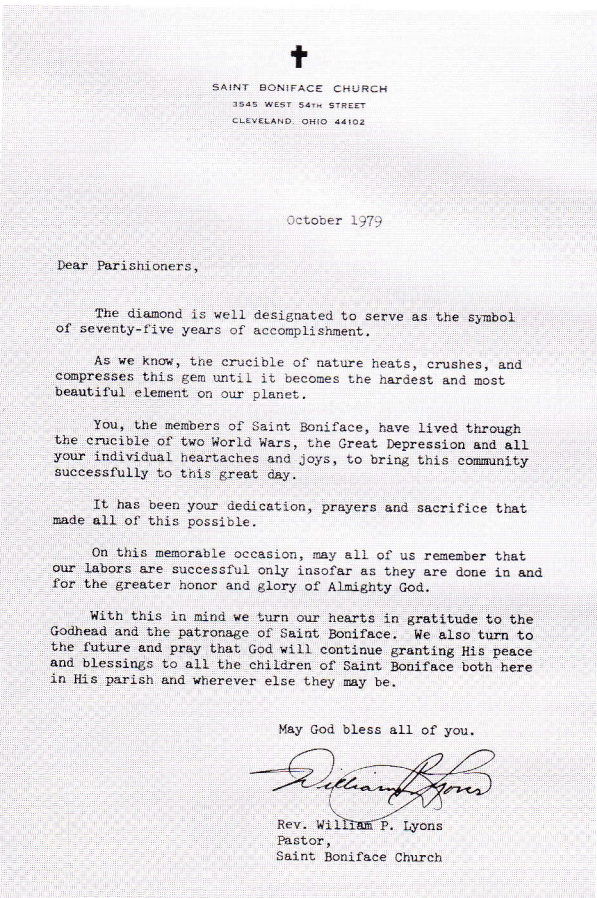 SAINT BONIFACE CHURCH
3545 WEST 54TH STREET
CLEVELAND, OHIO 44102
October 1979
Dear Parishioners,
The diamond is well designated to serve as the symbol
of seventy-five years of accomplishment.
As we know, the crucible of nature heats, crushes, and
compresses this gem until it becomes the hardest and most
beautiful element on our planet.
You, the members of Saint Boniface, have lived through
the crucible of two World Wars, the Great Depression and all
your individual heartaches and joys, to bring this community
successfully to this great day.
It has been your dedication, prayers and sacrifice that
made all of this possible.
On this memorable occasion, may all of us remember that
our labors are successful only insofar as they are done in and
for the greater honor and glory of Almighty God.
With this in mind we turn our hearts in gratitude to the
Godhead and the patronage of Saint Boniface. We also turn to
the future and pray that God will continue granting His peace
and blessings to all the children of Saint Boniface both here
in His parish and wherever else they may be.
May God bless all of you.
William P. Lyons
Rev. William P. Lyons
Pastor,
Saint Boniface Church